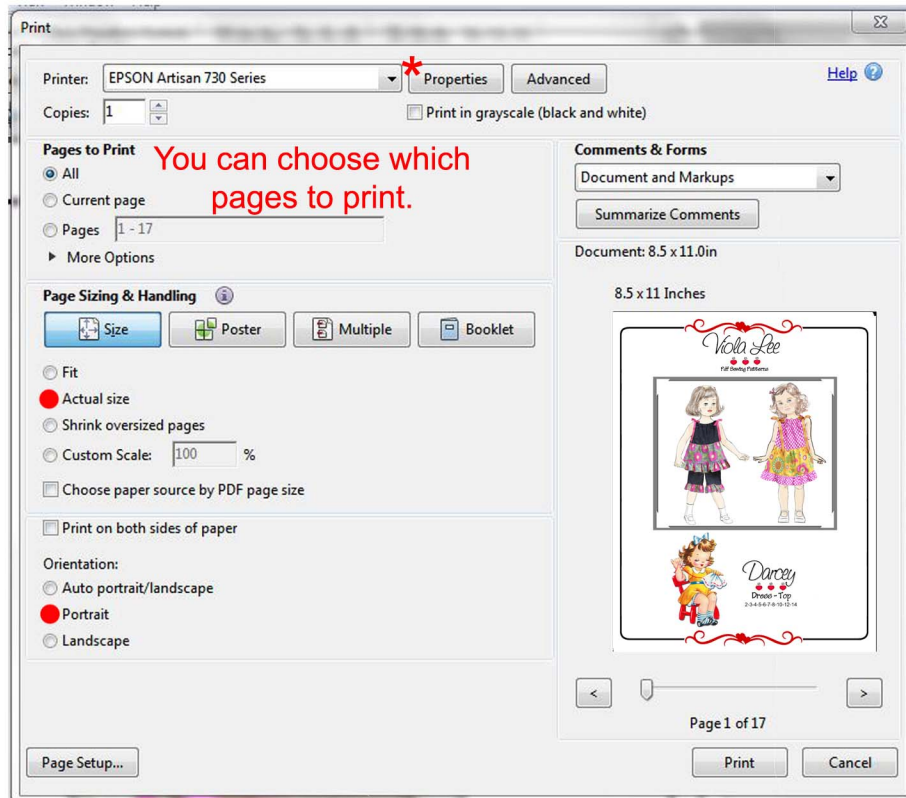 Print
Printer: EPSON Artisan 730 Series * Properties Advanced Help
Copies: 1 Print in grayscale (black and white)
Pages to Print
You can choose which
pages to print.
All
Current page
Pages 1 - 17
More Options
Comments & Forms
Document and Markups
Summarize Comments
Page Sizing & Handling
Size Poster Multiple Booklet
Fit
Actual size
Shrink oversized pages
Custom Scale: 100 %
Choose paper source by PDF page size
Print on both sides of paper
Orientation:
Auto portrait/landscape
Portrait
Landscape
Document: 8.5 x 11.0in
8.5 x 11 Inches
Viola Lee
Pdf Sewing Patterns
Darcey
Dress - Top
2-3-4-5-6-7-8-10-12-14
<
>
Page 1 of 17
Page Setup...
Print Cancel